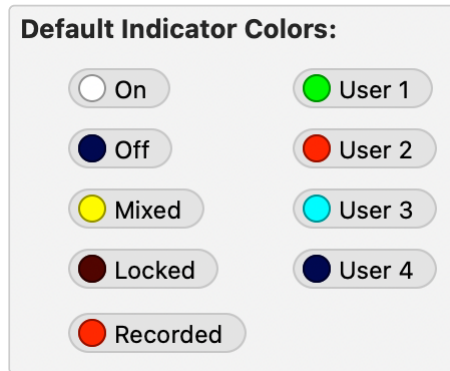 Default Indicator Colors:
On
User 1
Off
User 2
Mixed
User 3
Locked
User 4
Recorded